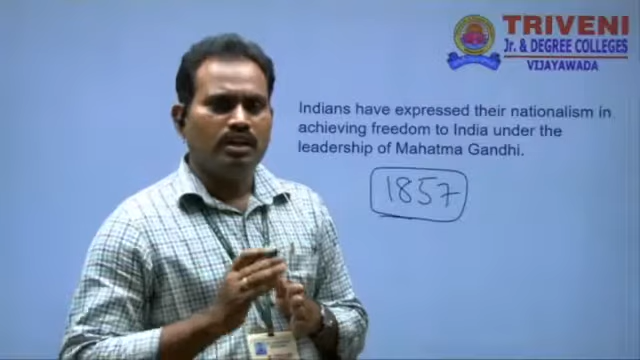 TRIVENI
Jr. & DEGREE COLLEGES
VIJAYAWADA
Indians have expressed their nationalism in
achieving freedom to India under the
leadership of Mahatma Gandhi.
1857